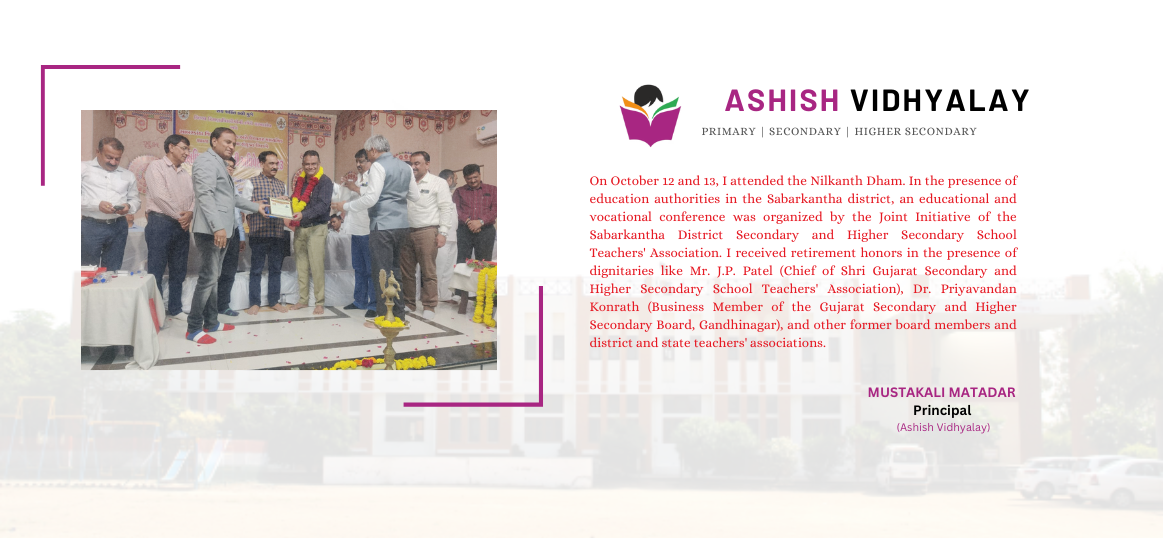 ASHISH VIDHYALAY
PRIMARY | SECONDARY | HIGHER SECONDARY
On October 12 and 13, I attended the Nilkanth Dham. In the presence of
education authorities in the Sabarkantha district, an educational and
vocational conference was organized by the Joint Initiative of the
Sabarkantha District Secondary and Higher Secondary School
Teachers' Association. I received retirement honors in the presence of
dignitaries like Mr. J.P. Patel (Chief of Shri Gujarat Secondary and
Higher Secondary School Teachers' Association), Dr. Priyavandan
Konrath (Business Member of the Gujarat Secondary and Higher
Secondary Board, Gandhinagar), and other former board members and
district and state teachers' associations.
MUSTAKALI MATADAR
Principal
(Ashish Vidhyalay)